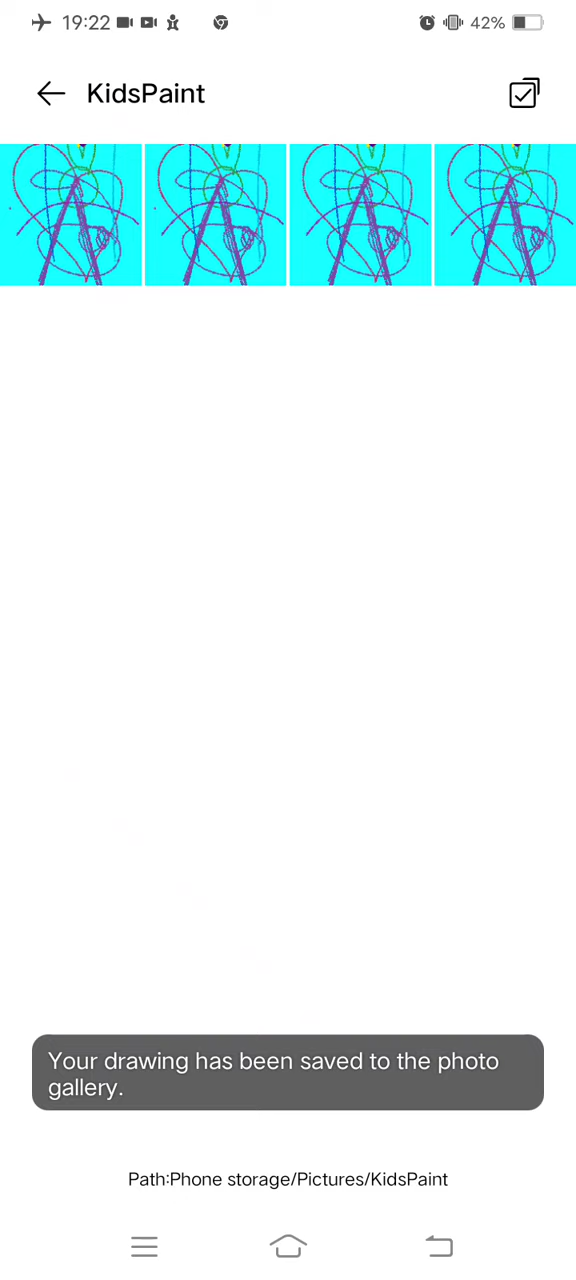 19:22
42%
KidsPaint
Your drawing has been saved to the photo
gallery.
Path:Phone storage/Pictures/KidsPaint